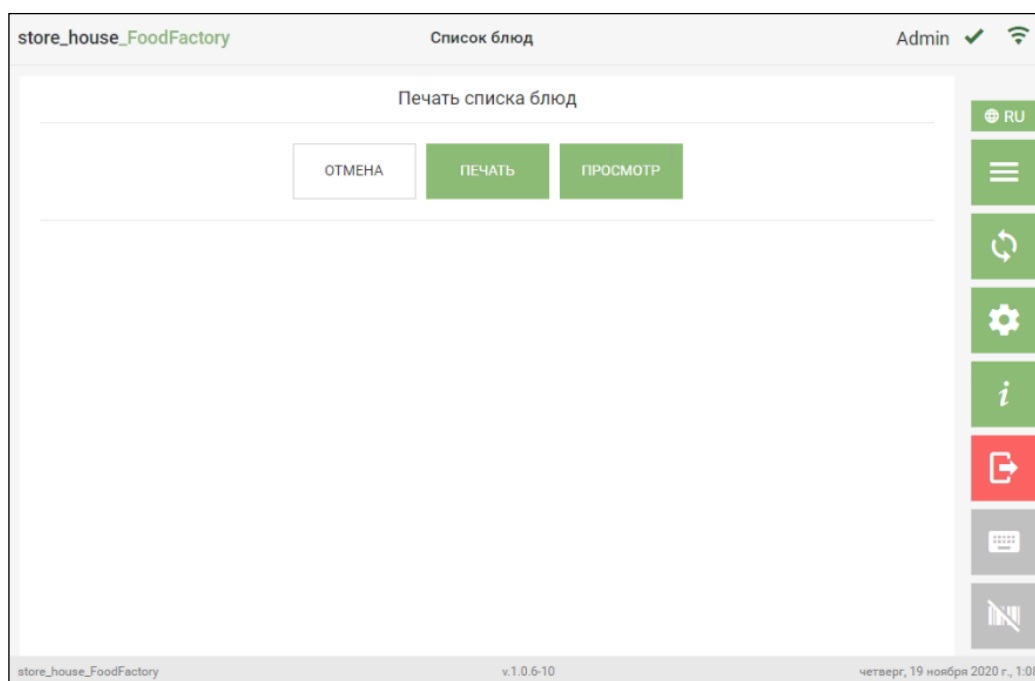 store_house_FoodFactory Список блюд Admin
Печать списка блюд
RU
ОТМЕНА ПЕЧАТЬ ПРОСМОТР
i
store_house_FoodFactory v.1.0.6-10 четверг, 19 ноября 2020 г.,